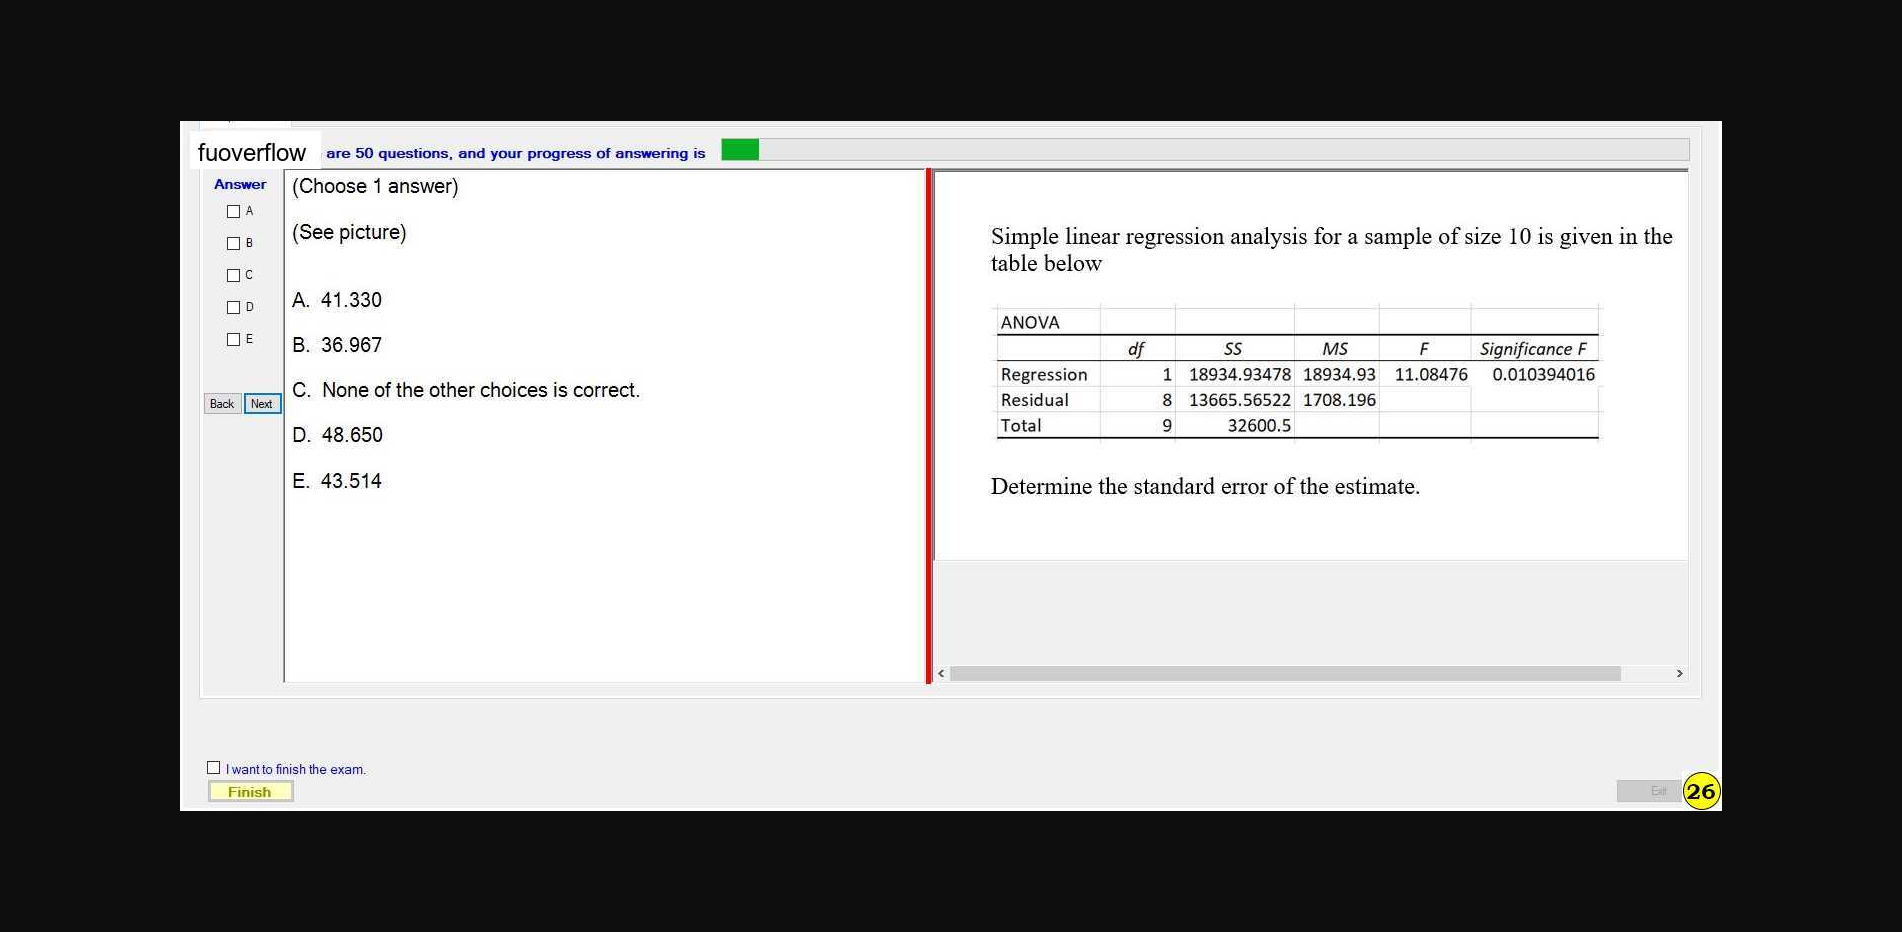 fuoverflow are 50 questions, and your progress of answering is
Answer
A
B
C
D
E
Back Next
(Choose 1 answer)
(See picture)
A. 41.330
B. 36.967
C. None of the other choices is correct.
D. 48.650
E. 43.514
Simple linear regression analysis for a sample of size 10 is given in the
table below
ANOVA
df SS MS F Significance F
Regression 1 18934.93478 18934.93 11.08476 0.010394016
Residual 8 13665.56522 1708.196
Total 9 32600.5
Determine the standard error of the estimate.
I want to finish the exam.
Finish
Exit
26